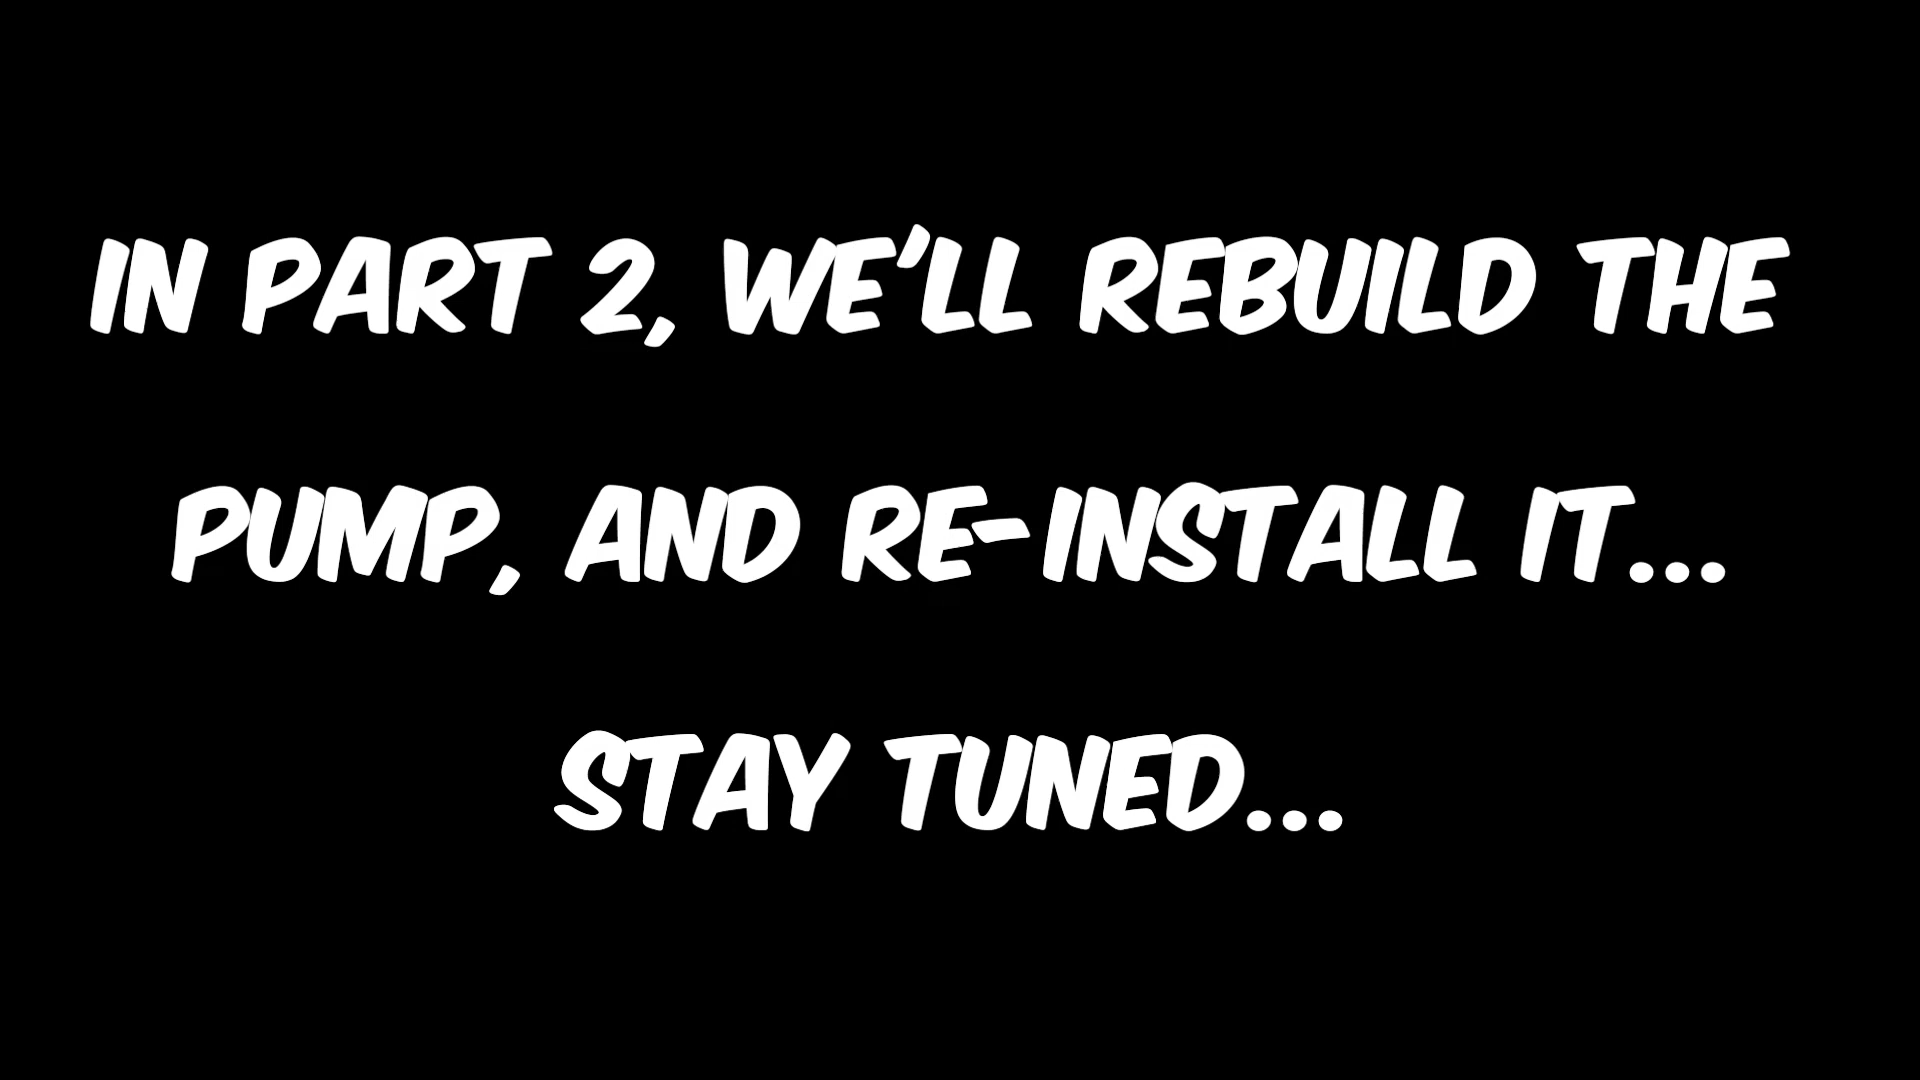 IN PART 2, WE'LL REBUILD THE
PUMP, AND RE-INSTALL IT...
STAY TUNED...